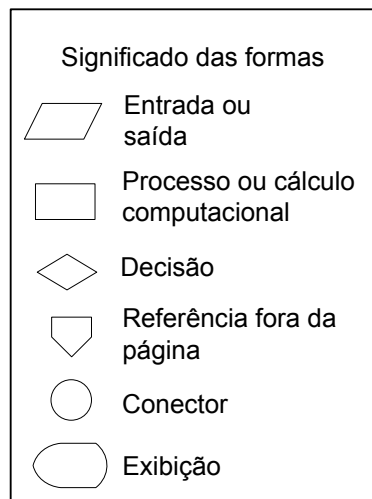 Significado das formas
Entrada ou
saída
Processo ou cálculo
computacional
Decisão
Referência fora da
página
Conector
Exibição